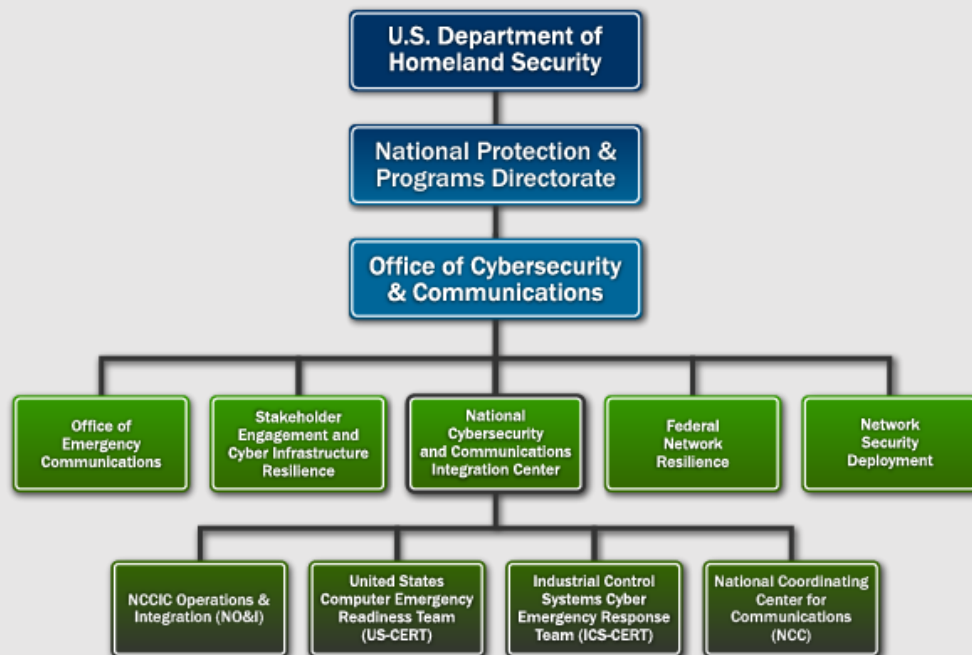 U.S. Department of
Homeland Security
National Protection &
Programs Directorate
Office of Cybersecurity
& Communications
Office of
Emergency
Communications
Stakeholder
Engagement and
Cyber Infrastructure
Resilience
National
Cybersecurity
and Communications
Integration Center
Federal
Network
Resilience
Network
Security
Deployment
NCCIC Operations &
Integration (NO&I)
United States
Computer Emergency
Readiness Team
(US-CERT)
Industrial Control
Systems Cyber
Emergency Response
Team (ICS-CERT)
National Coordinating
Center for
Communications
(NCC)